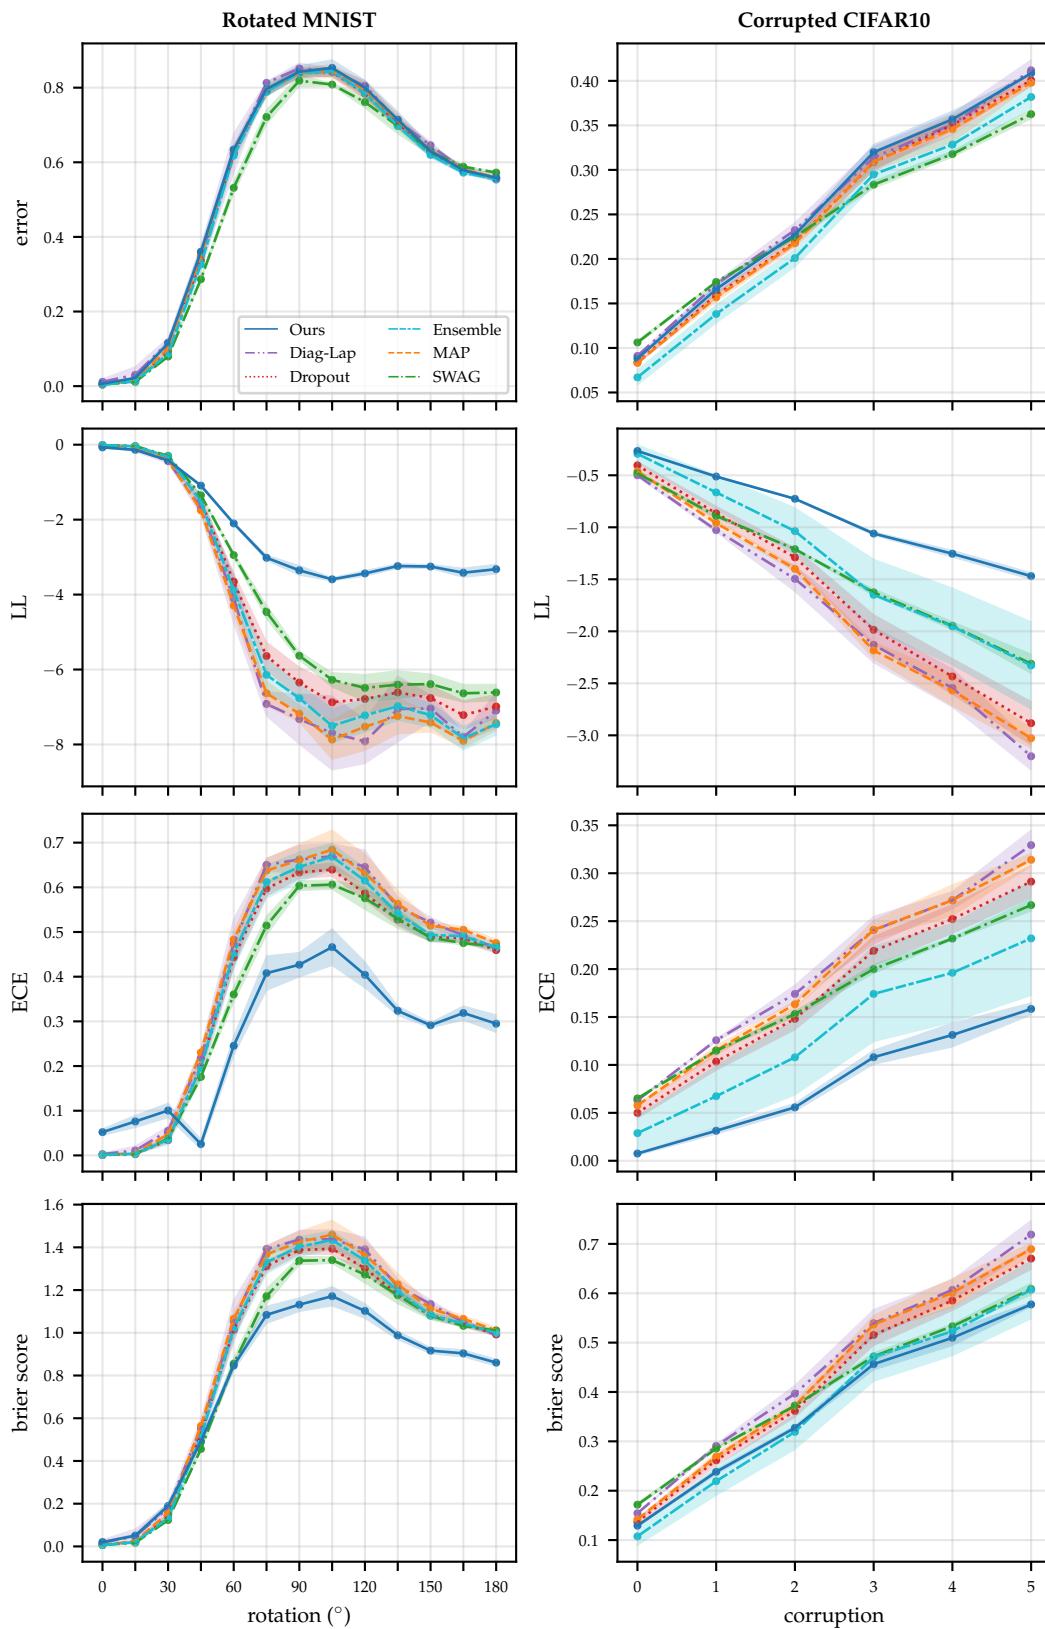 Rotated MNIST
Corrupted CIFAR10
error
0.8
0.6
0.4
0.2
0.0
Ours
Diag-Lap
Dropout
Ensemble
MAP
SWAG
0.40
0.35
0.30
0.25
0.20
0.15
0.10
0.05
LL
0
−2
−4
−6
−8
LL
−0.5
−1.0
−1.5
−2.0
−2.5
−3.0
ECE
0.7
0.6
0.5
0.4
0.3
0.2
0.1
0.0
ECE
0.35
0.30
0.25
0.20
0.15
0.10
0.05
0.00
brier score
1.6
1.4
1.2
1.0
0.8
0.6
0.4
0.2
0.0
0 30 60 90 120 150 180
rotation (°)
brier score
0.7
0.6
0.5
0.4
0.3
0.2
0.1
0 1 2 3 4 5
corruption